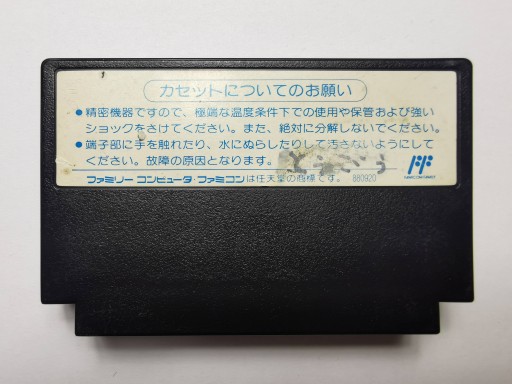 カセットについてのお願い
●精密機器ですので、極端な温度条件下での使用や保管および強い
ショックをさけてください。また、絶対に分解しないでください。
●端子部に手を触れたり、水にぬらしたりして汚さないようにして
ください。故障の原因となります。
ファミリーコンピュータ・ファミコンは任天堂の商標です。 880920